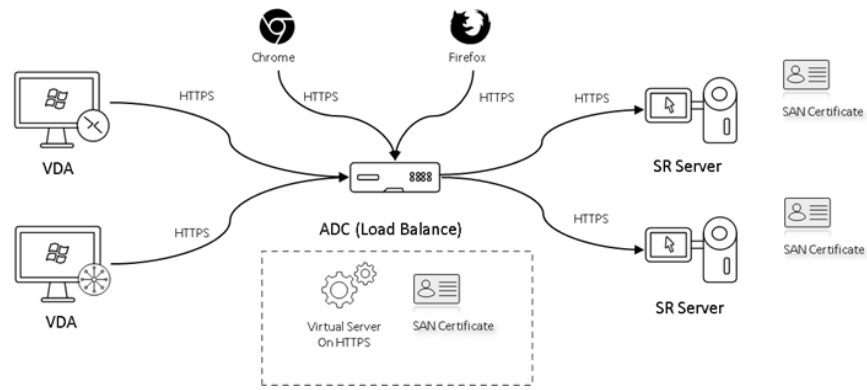 Chrome
Firefox
HTTPS
HTTPS
HTTPS
HTTPS
SAN Certificate
VDA
SR Server
HTTPS
ADC (Load Balance)
HTTPS
SAN Certificate
VDA
SR Server
Virtual Server
On HTTPS
SAN Certificate